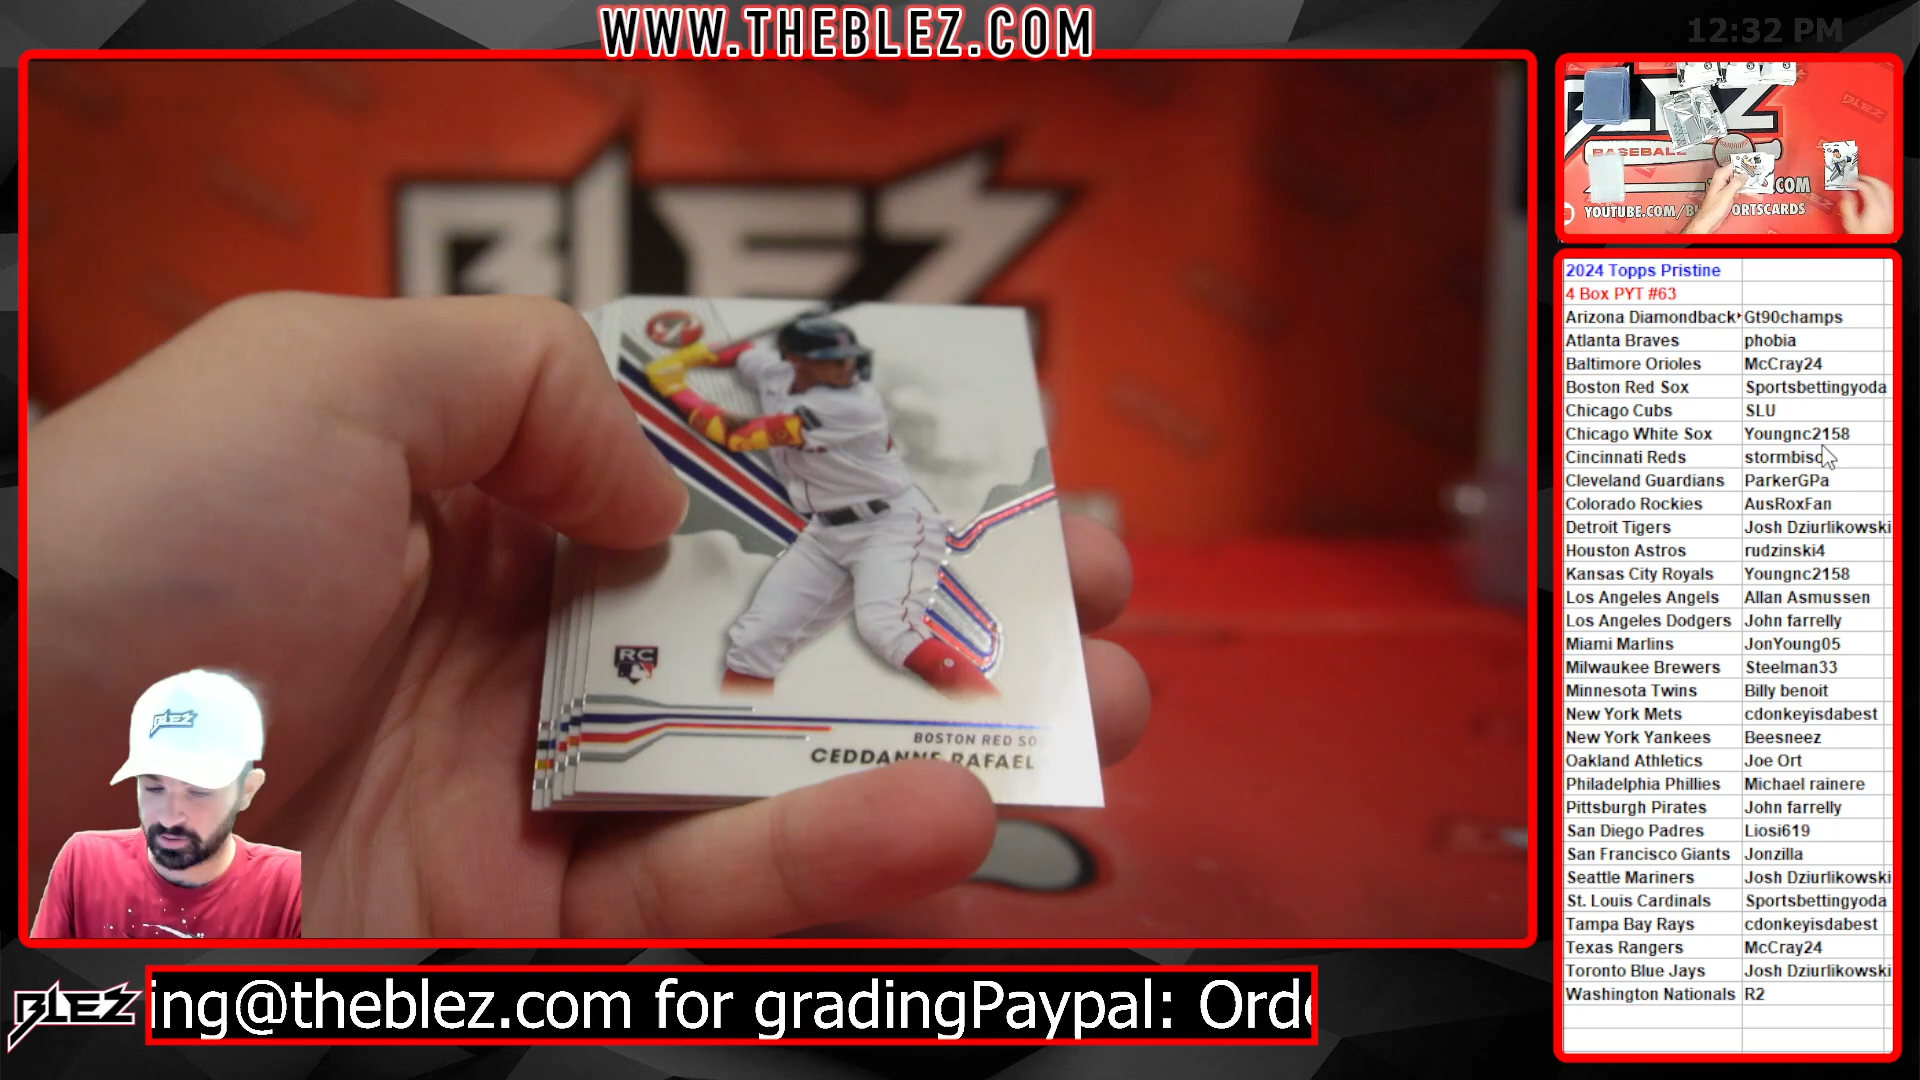 WWW.THEBLEZ.COM
12:32 PM
BLEZ
BASEBALL
.COM
YOUTUBE.COM/BL ORTSCARDS
BLEZ
RC
BOSTON RED SO
CEDDANNE RAFAEL
BLEZ
2024 Topps Pristine
4 Box PYT #63
Arizona Diamondback Gt90champs
Atlanta Braves phobia
Baltimore Orioles McCray24
Boston Red Sox Sportsbettingyoda
Chicago Cubs SLU
Chicago White Sox Youngnc2158
Cincinnati Reds stormbisc
Cleveland Guardians ParkerGPa
Colorado Rockies AusRoxFan
Detroit Tigers Josh Dziurlikowski
Houston Astros rudzinski4
Kansas City Royals Youngnc2158
Los Angeles Angels Allan Asmussen
Los Angeles Dodgers John farrelly
Miami Marlins JonYoung05
Milwaukee Brewers Steelman33
Minnesota Twins Billy benoit
New York Mets cdonkeyisdabest
New York Yankees Beesneez
Oakland Athletics Joe Ort
Philadelphia Phillies Michael rainere
Pittsburgh Pirates John farrelly
San Diego Padres Liosi619
San Francisco Giants Jonzilla
Seattle Mariners Josh Dziurlikowski
St. Louis Cardinals Sportsbettingyoda
Tampa Bay Rays cdonkeyisdabest
Texas Rangers McCray24
Toronto Blue Jays Josh Dziurlikowski
Washington Nationals R2
BLEZ
ing@theblez.com for gradingPaypal: Orde